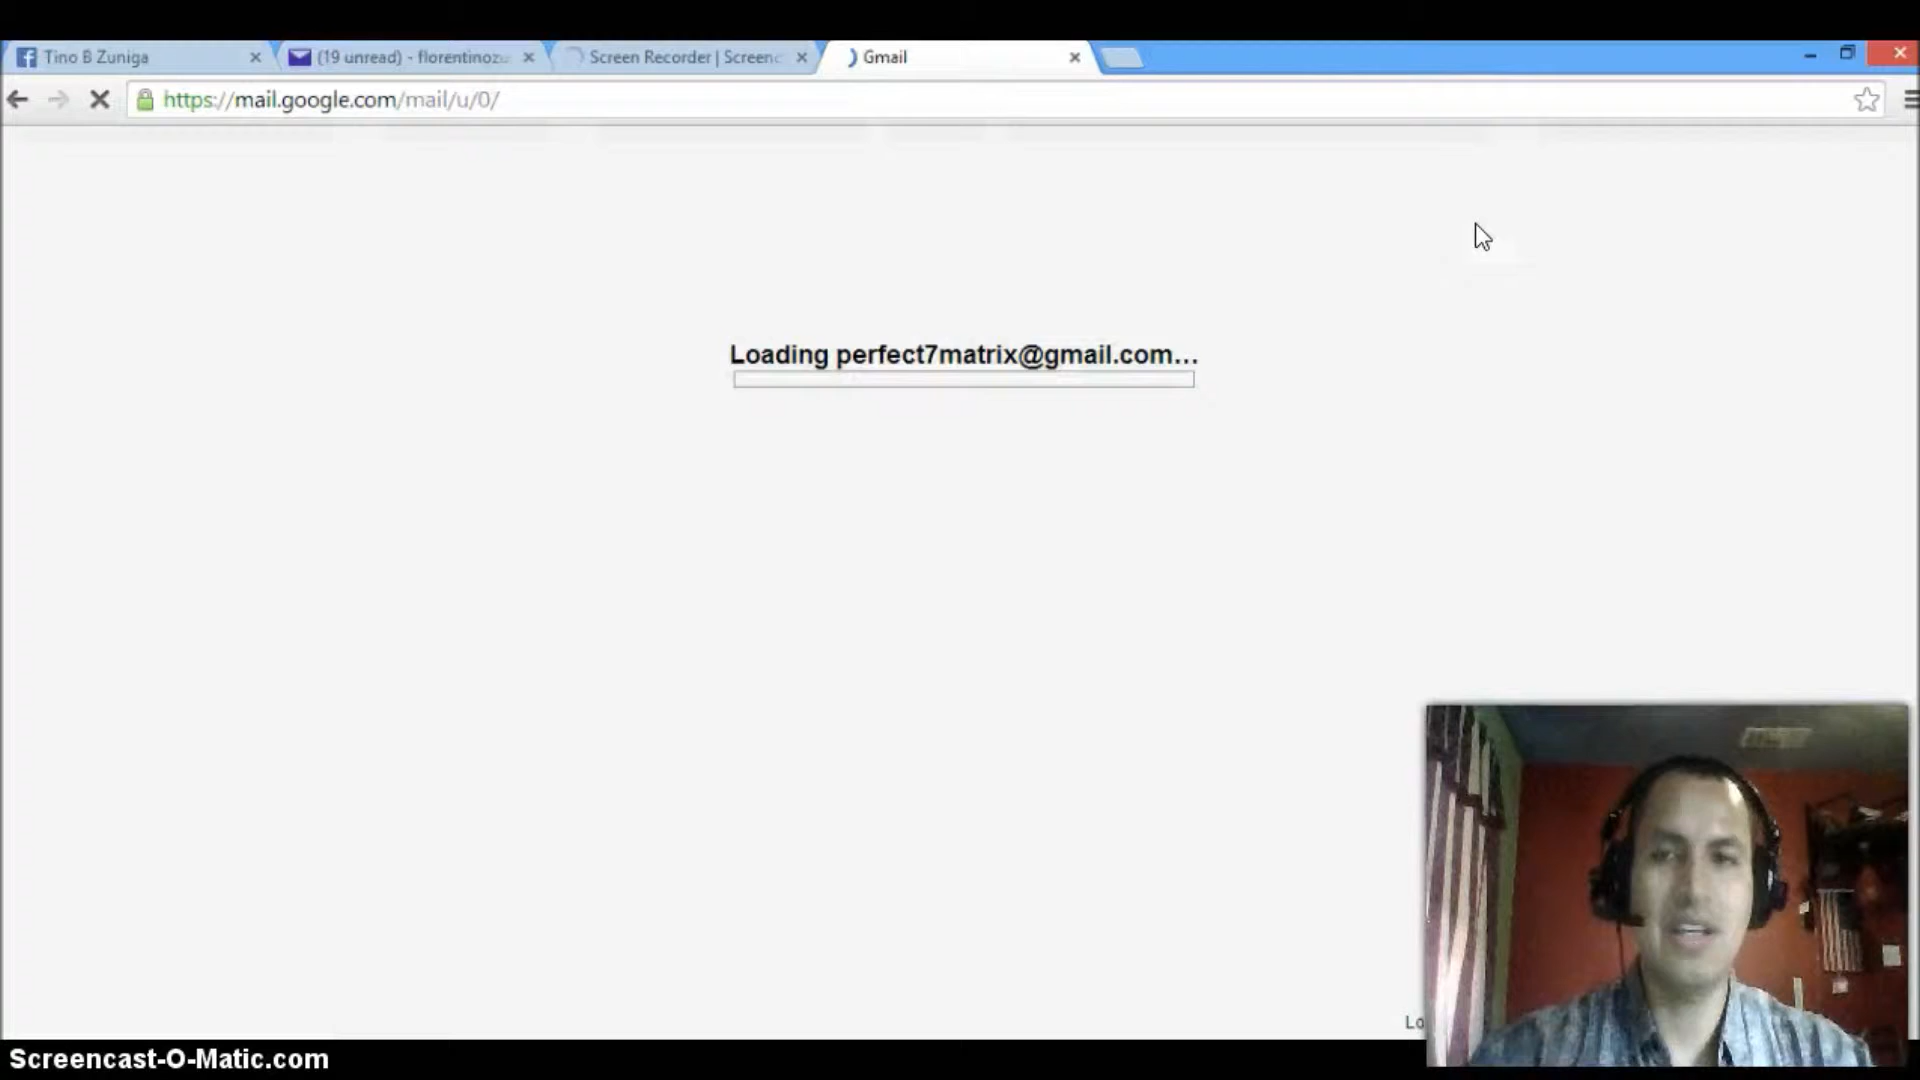 Tino B Zuniga
(19 unread) - florentinozu
Screen Recorder | Screenc
Gmail
https://mail.google.com/mail/u/0/
Loading perfect7matrix@gmail.com...
Lo
Screencast-O-Matic.com